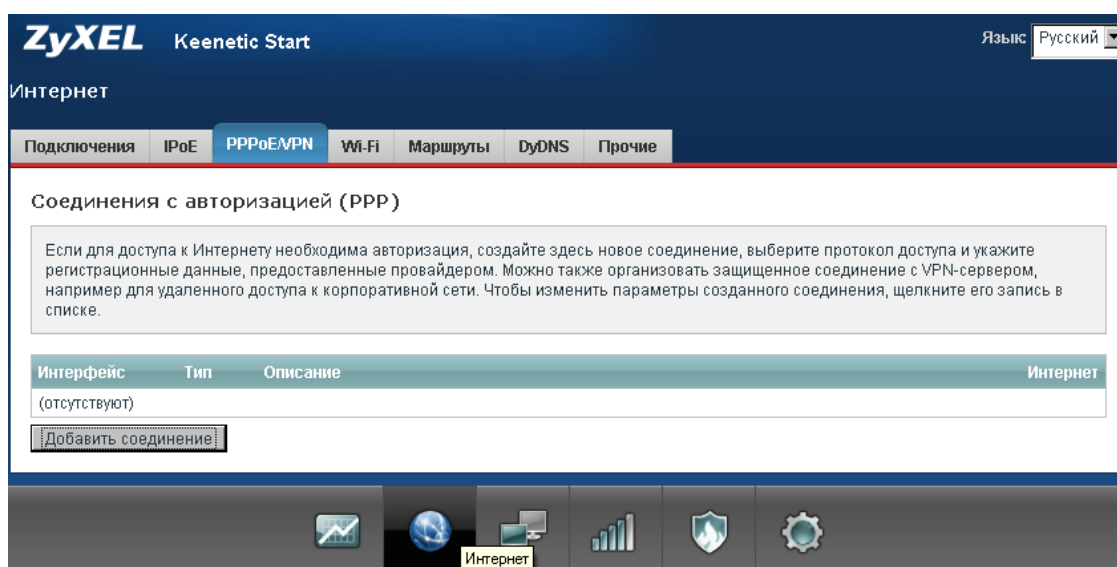 ZyXEL Keenetic Start
Язык: Русский
Интернет
Подключения IPoE PPPoE/VPN Wi-Fi Маршруты DyDNS Прочие
Соединения с авторизацией (PPP)
Если для доступа к Интернету необходима авторизация, создайте здесь новое соединение, выберите протокол доступа и укажите
регистрационные данные, предоставленные провайдером. Можно также организовать защищенное соединение с VPN-сервером,
например для удаленного доступа к корпоративной сети. Чтобы изменить параметры созданного соединения, щелкните его запись в
списке.
Интерфейс Тип Описание Интернет
(отсутствуют)
Добавить соединение
Интернет